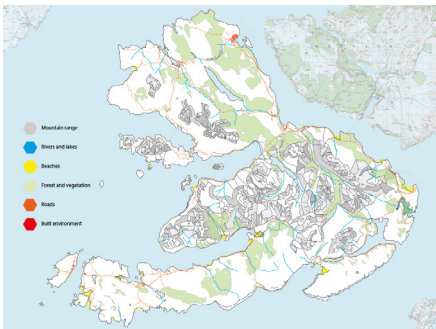 Mountain range
Rivers and lakes
Beaches
Forest and vegetation
Roads
Built environment